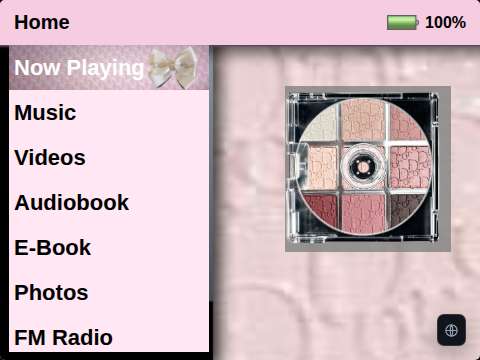 Home
100%
Now Playing
Music
Videos
Audiobook
E-Book
Photos
FM Radio